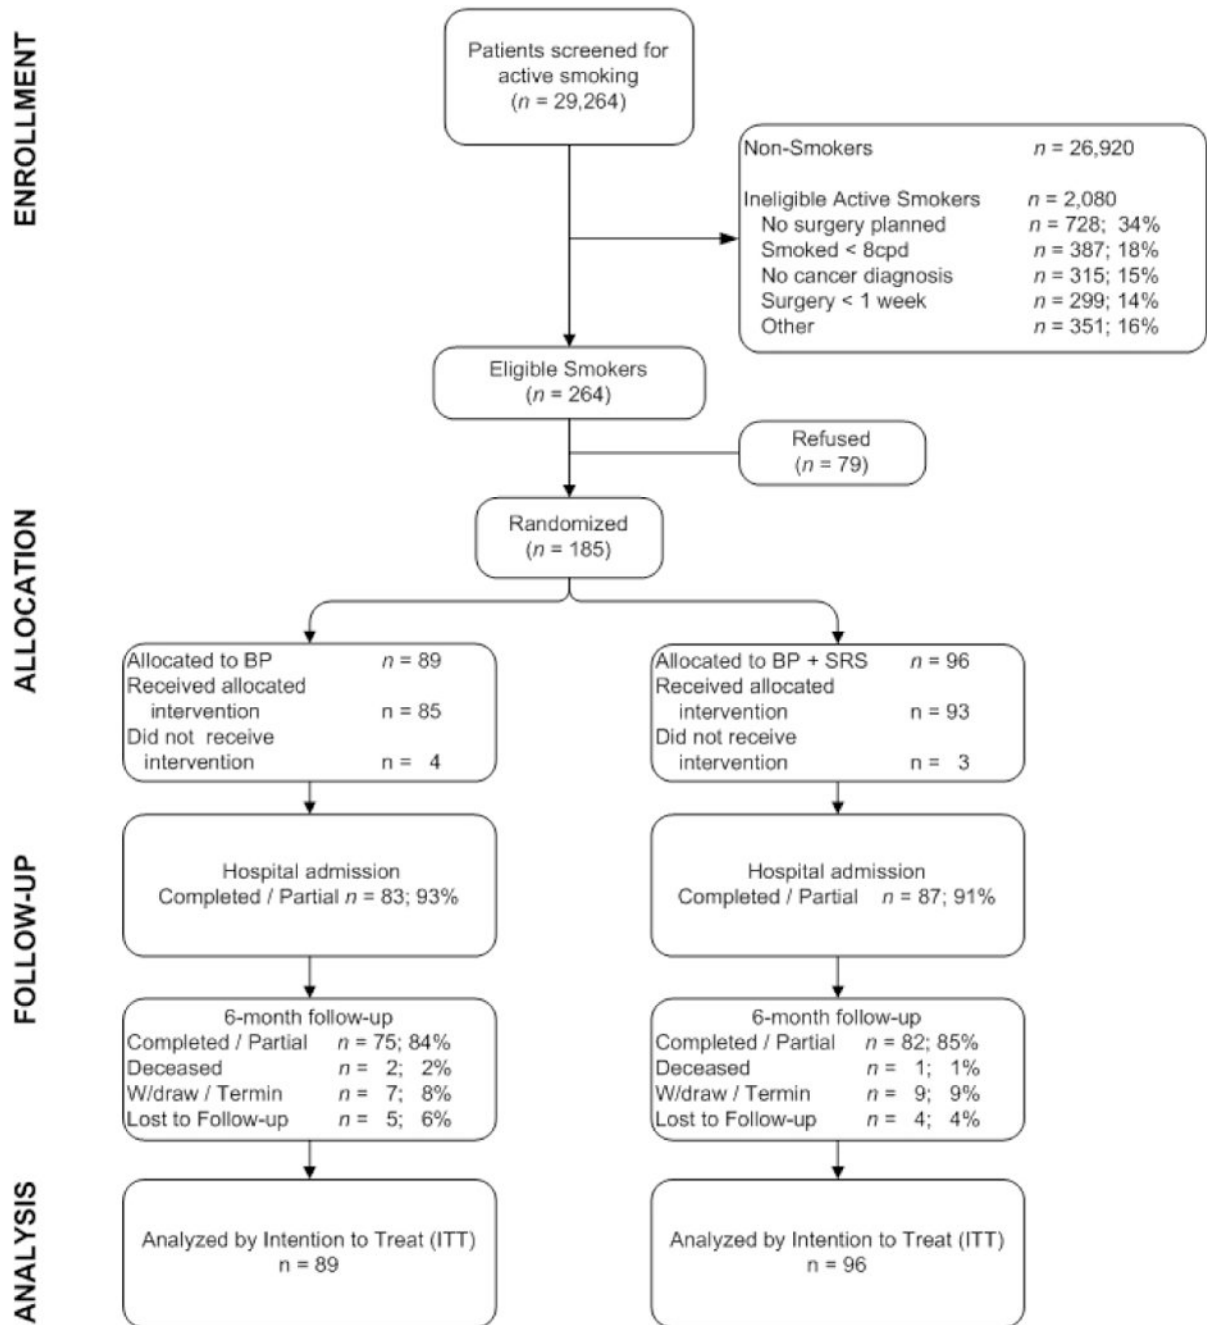 ENROLLMENT
Patients screened for
active smoking
(n = 29,264)
Non-Smokers n = 26,920
Ineligible Active Smokers n = 2,080
No surgery planned n = 728; 34%
Smoked < 8cpd n = 387; 18%
No cancer diagnosis n = 315; 15%
Surgery < 1 week n = 299; 14%
Other n = 351; 16%
Eligible Smokers
(n = 264)
Refused
(n = 79)
ALLOCATION
Randomized
(n = 185)
Allocated to BP n = 89
Received allocated
intervention n = 85
Did not receive
intervention n = 4
Allocated to BP + SRS n = 96
Received allocated
intervention n = 93
Did not receive
intervention n = 3
FOLLOW-UP
Hospital admission
Completed / Partial n = 83; 93%
Hospital admission
Completed / Partial n = 87; 91%
6-month follow-up
Completed / Partial n = 75; 84%
Deceased n = 2; 2%
W/draw / Termin n = 7; 8%
Lost to Follow-up n = 5; 6%
6-month follow-up
Completed / Partial n = 82; 85%
Deceased n = 1; 1%
W/draw / Termin n = 9; 9%
Lost to Follow-up n = 4; 4%
ANALYSIS
Analyzed by Intention to Treat (ITT)
n = 89
Analyzed by Intention to Treat (ITT)
n = 96